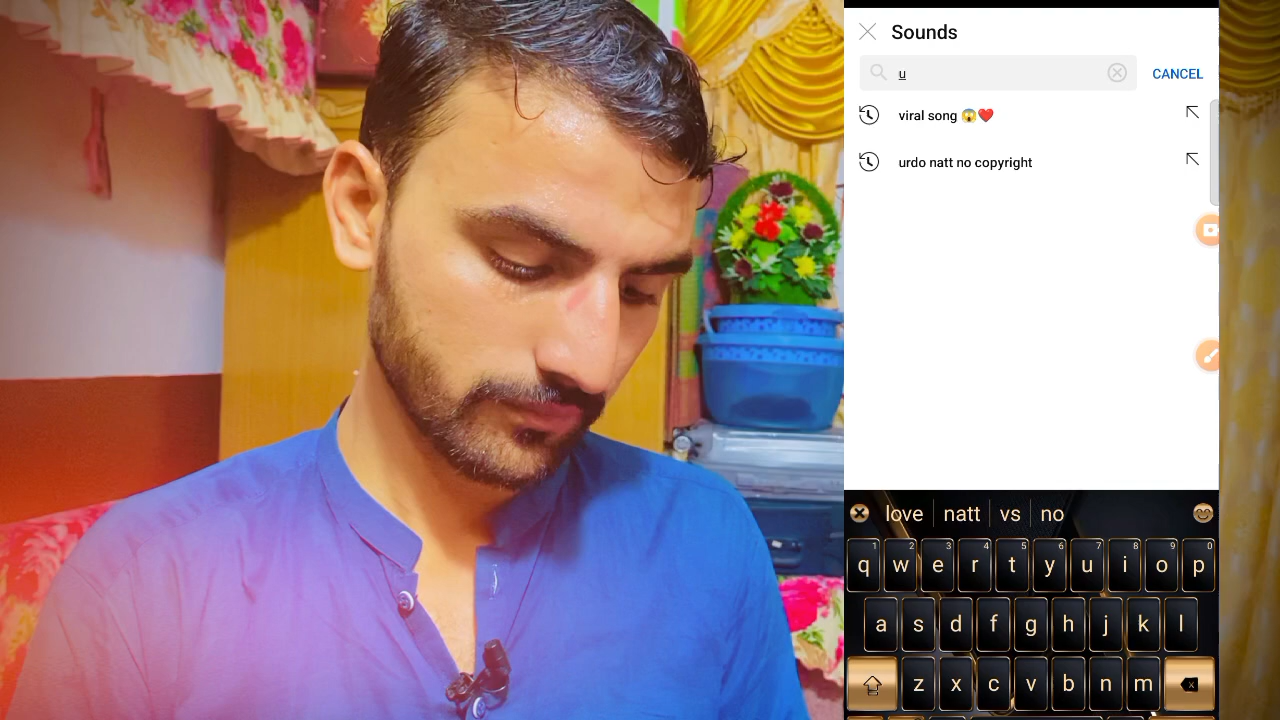 Sounds
u
CANCEL
viral song 😱❤️
urdo natt no copyright
love natt vs no
1 2 3 4 5 6 7 8 9 0
q w e r t y u i o p
a s d f g h j k l
z x c v b n m